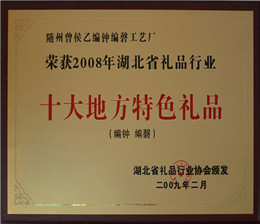 随州曾侯乙编钟编磬工艺厂
荣获2008年湖北省礼品行业
十大地方特色礼品
(编钟 编磬)
湖北省礼品行业协会颁发
二00九年二月